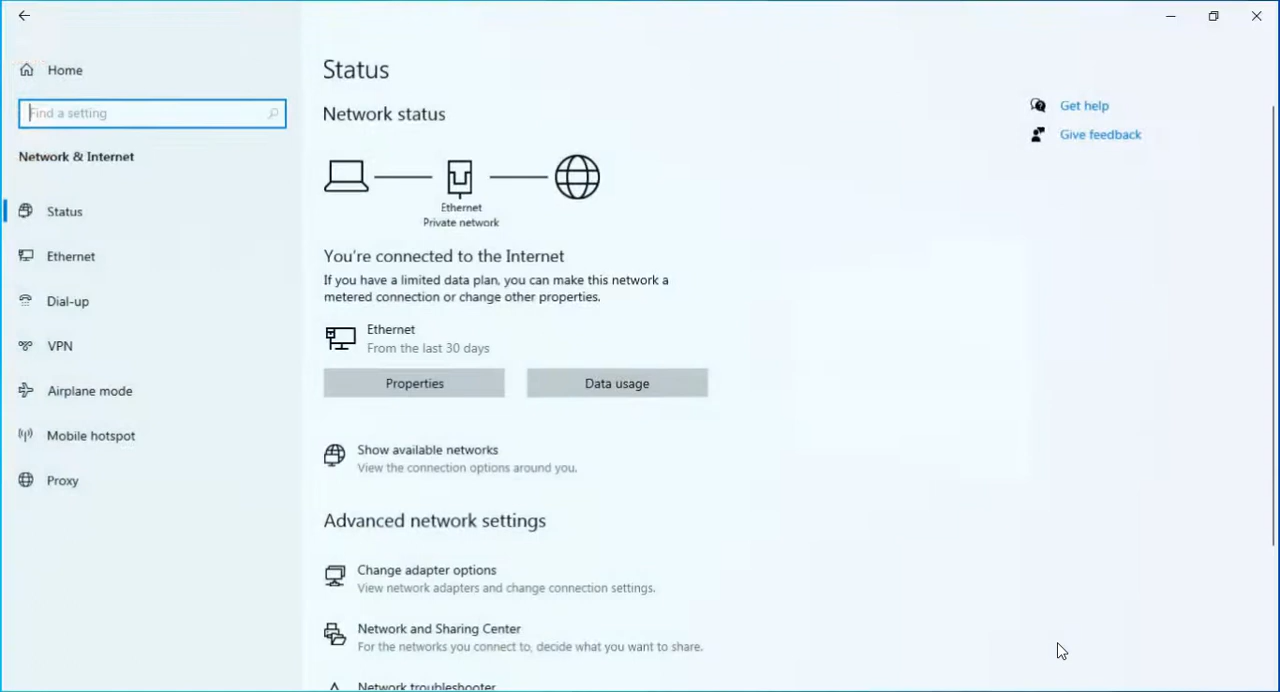 Home
Find a setting
Network & Internet
Status
Ethernet
Dial-up
VPN
Airplane mode
Mobile hotspot
Proxy
Status
Network status
Ethernet
Private network
You're connected to the Internet
If you have a limited data plan, you can make this network a
metered connection or change other properties.
Ethernet
From the last 30 days
Properties
Data usage
Show available networks
View the connection options around you.
Advanced network settings
Change adapter options
View network adapters and change connection settings.
Network and Sharing Center
For the networks you connect to, decide what you want to share.
Network troubleshooter
Get help
Give feedback